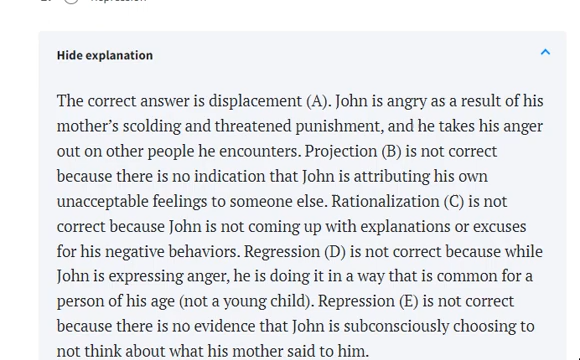 Hide explanation
The correct answer is displacement (A). John is angry as a result of his
mother’s scolding and threatened punishment, and he takes his anger
out on other people he encounters. Projection (B) is not correct
because there is no indication that John is attributing his own
unacceptable feelings to someone else. Rationalization (C) is not
correct because John is not coming up with explanations or excuses
for his negative behaviors. Regression (D) is not correct because while
John is expressing anger, he is doing it in a way that is common for a
person of his age (not a young child). Repression (E) is not correct
because there is no evidence that John is subconsciously choosing to
not think about what his mother said to him.